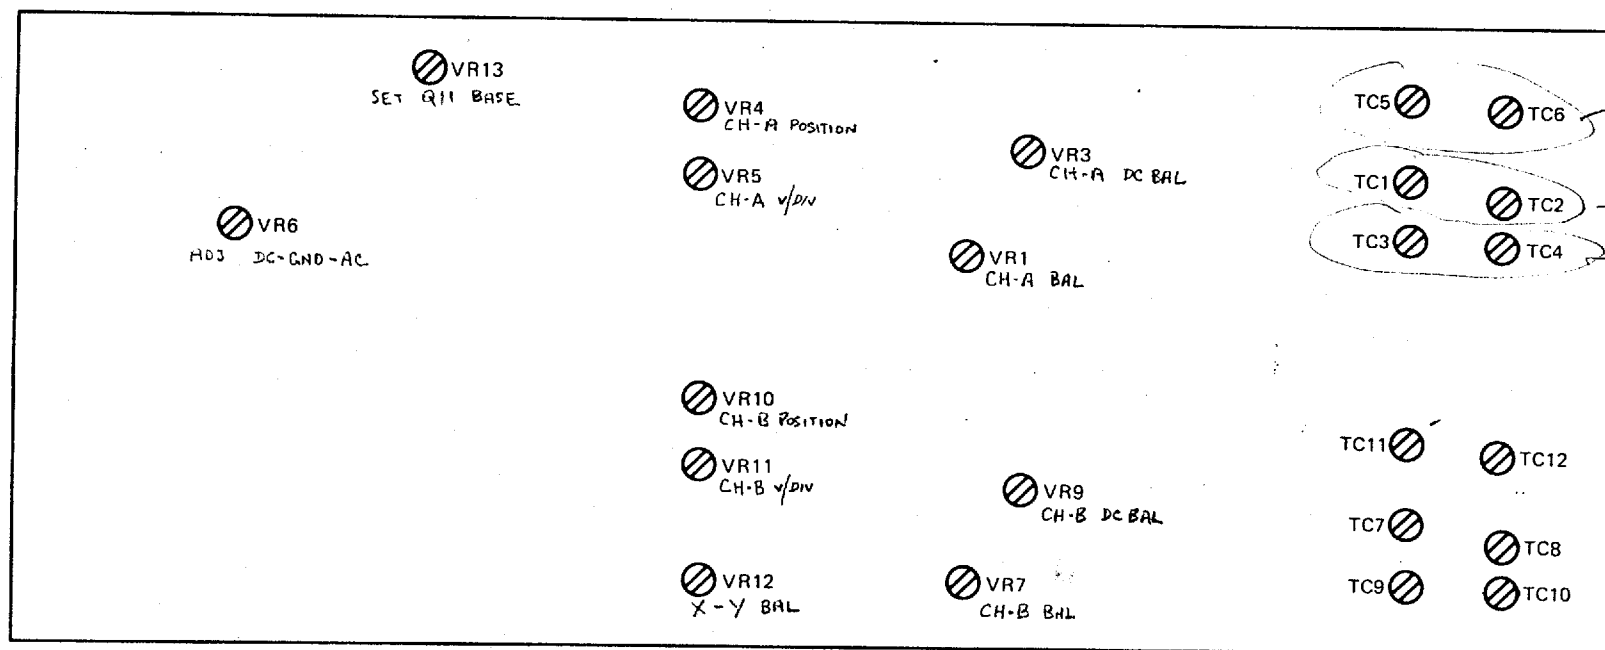 VR13
SET Q11 BASE
VR4
CH-A POSITION
VR5
CH-A V/DIV
VR6
ADJ DC-GND-AC
VR3
CH-A DC BAL
VR1
CH-A BAL
TC5
TC6
TC1
TC2
TC3
TC4
VR10
CH-B POSITION
VR11
CH-B V/DIV
VR12
X-Y BAL
VR9
CH-B DC BAL
VR7
CH-B BAL
TC11
TC12
TC7
TC8
TC9
TC10